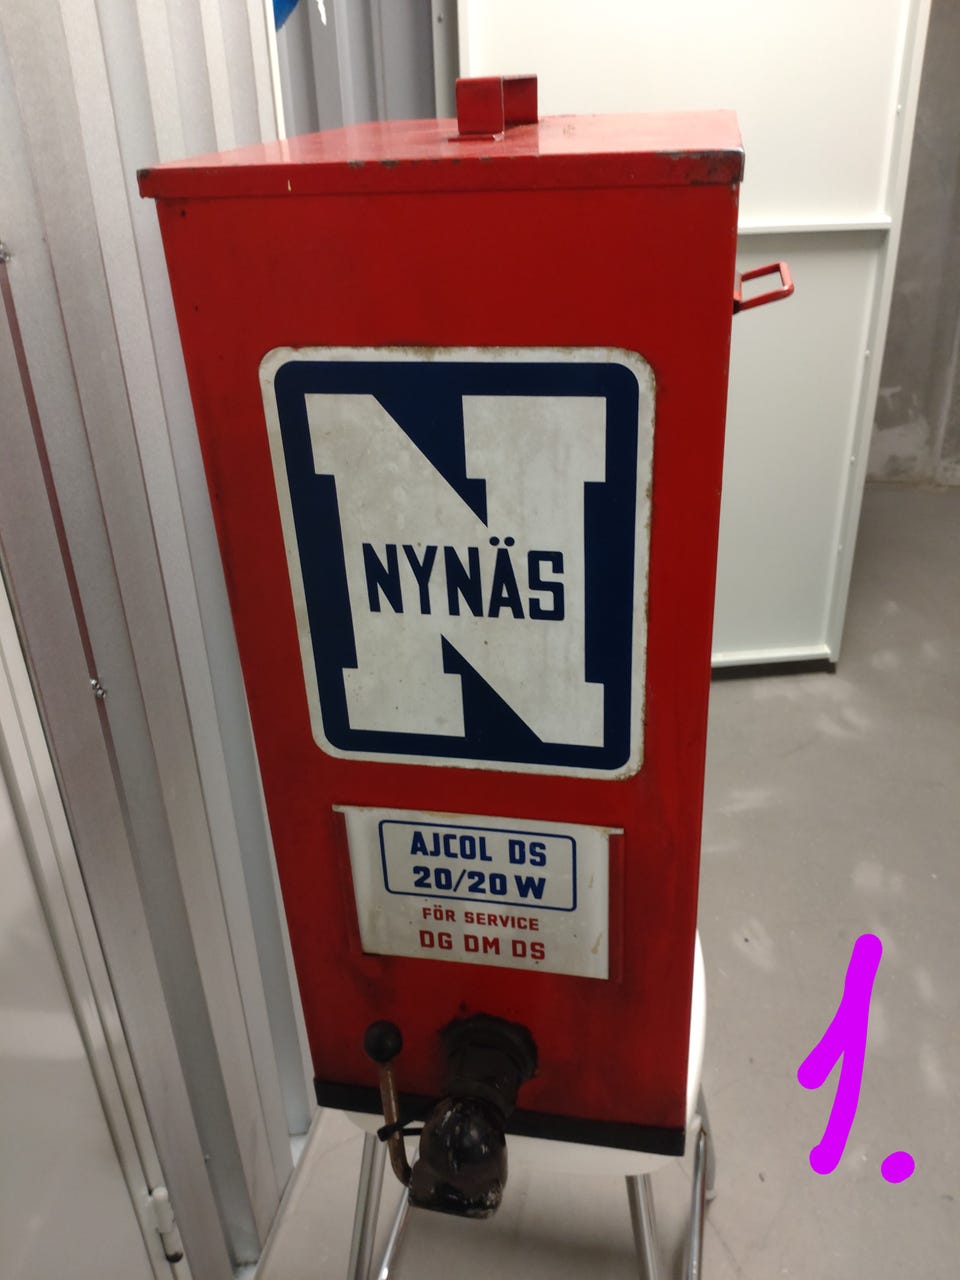 N
NYNÄS
AJCOL DS
20/20 W
FÖR SERVICE
DG DM DS
1.